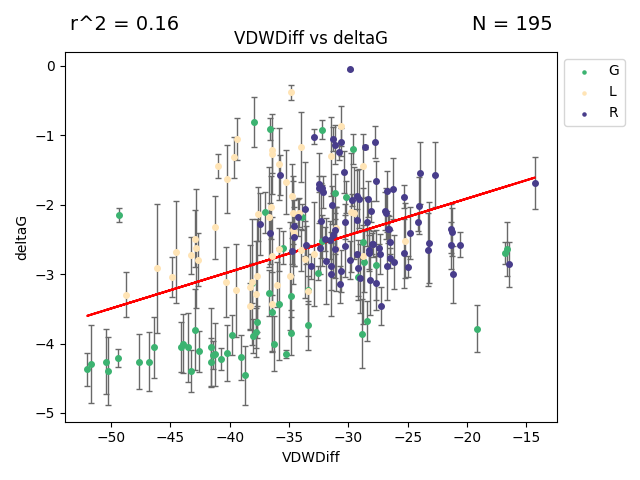 r^2 = 0.16
N = 195
VDWDiff vs deltaG
G
L
R
0
−1
−2
−3
−4
−5
deltaG
−50
−45
−40
−35
−30
−25
−20
−15
VDWDiff